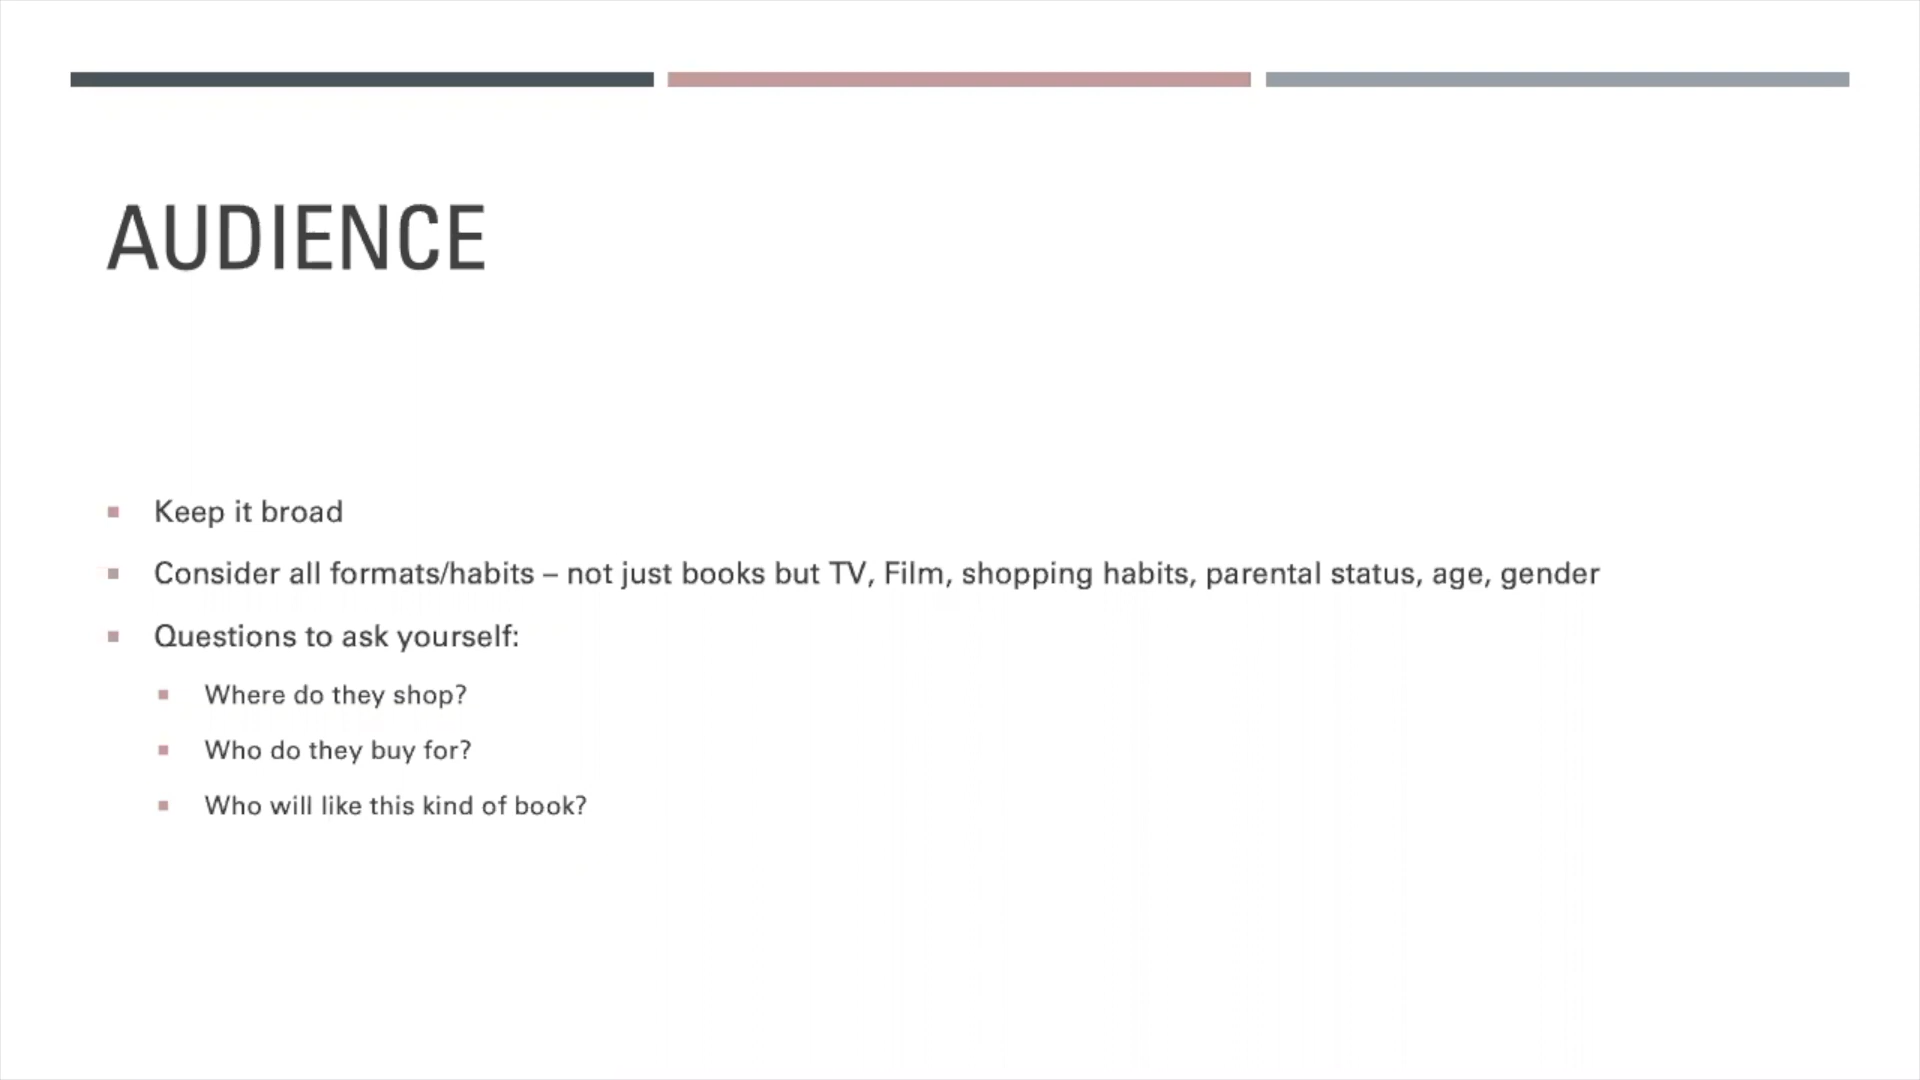 AUDIENCE
Keep it broad
Consider all formats/habits – not just books but TV, Film, shopping habits, parental status, age, gender
Questions to ask yourself:
Where do they shop?
Who do they buy for?
Who will like this kind of book?